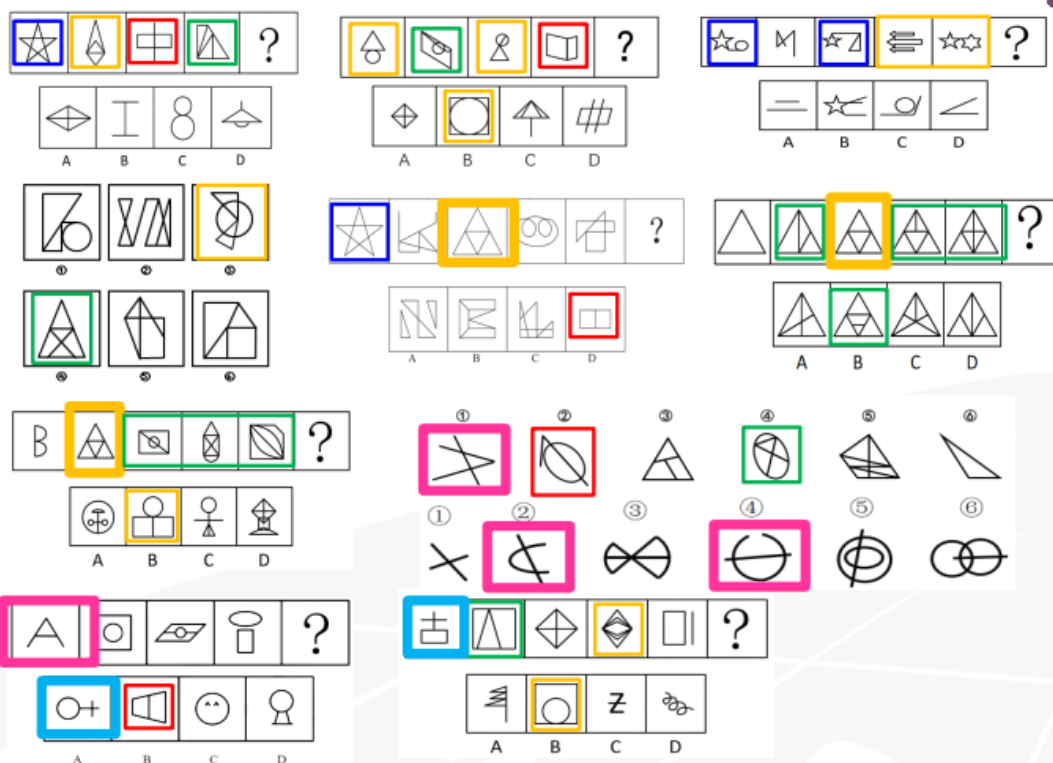 ? ? ?
A B C D
A B C D
A B C D
① ② ③
? ?
A B C D
④ ⑤ ⑥
A B C D
B ?
① ② ③ ④ ⑤ ⑥
A B C D
① ② ③ ④ ⑤ ⑥
A ? ?
Z
A B C D
A B C D